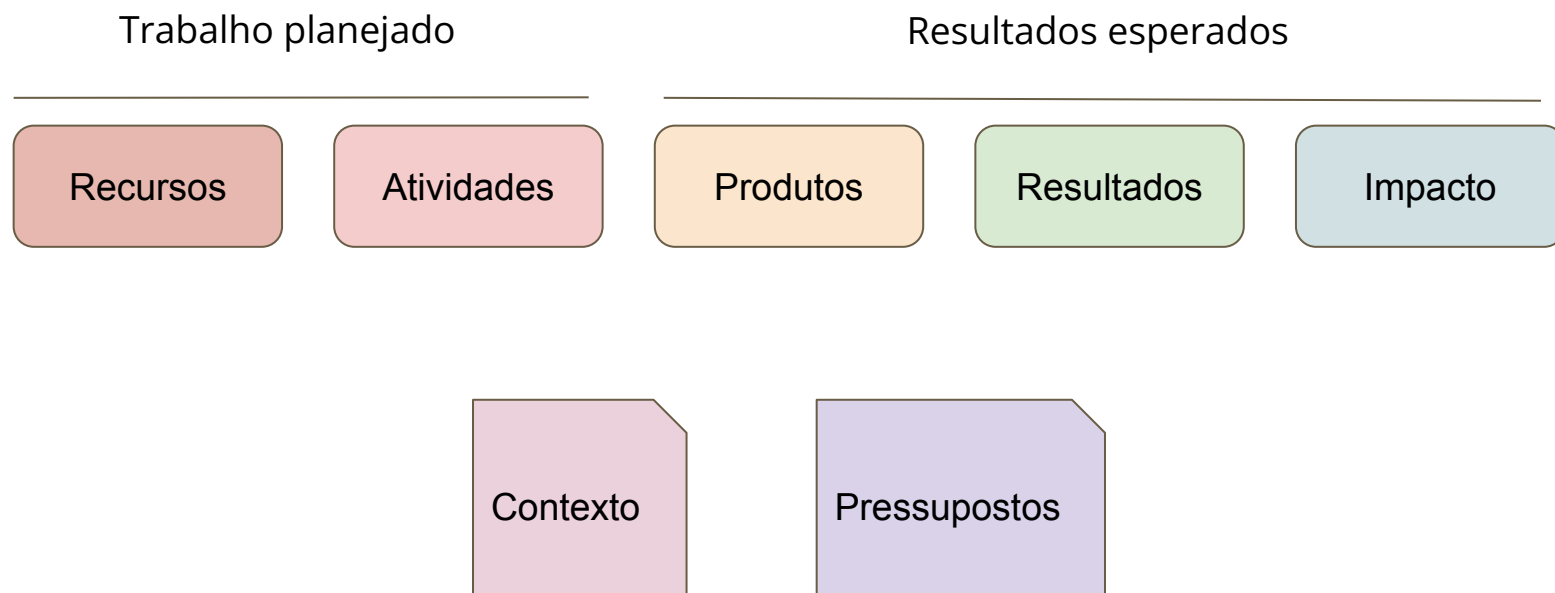 Trabalho planejado
Resultados esperados
Recursos
Atividades
Produtos
Resultados
Impacto
Contexto
Pressupostos